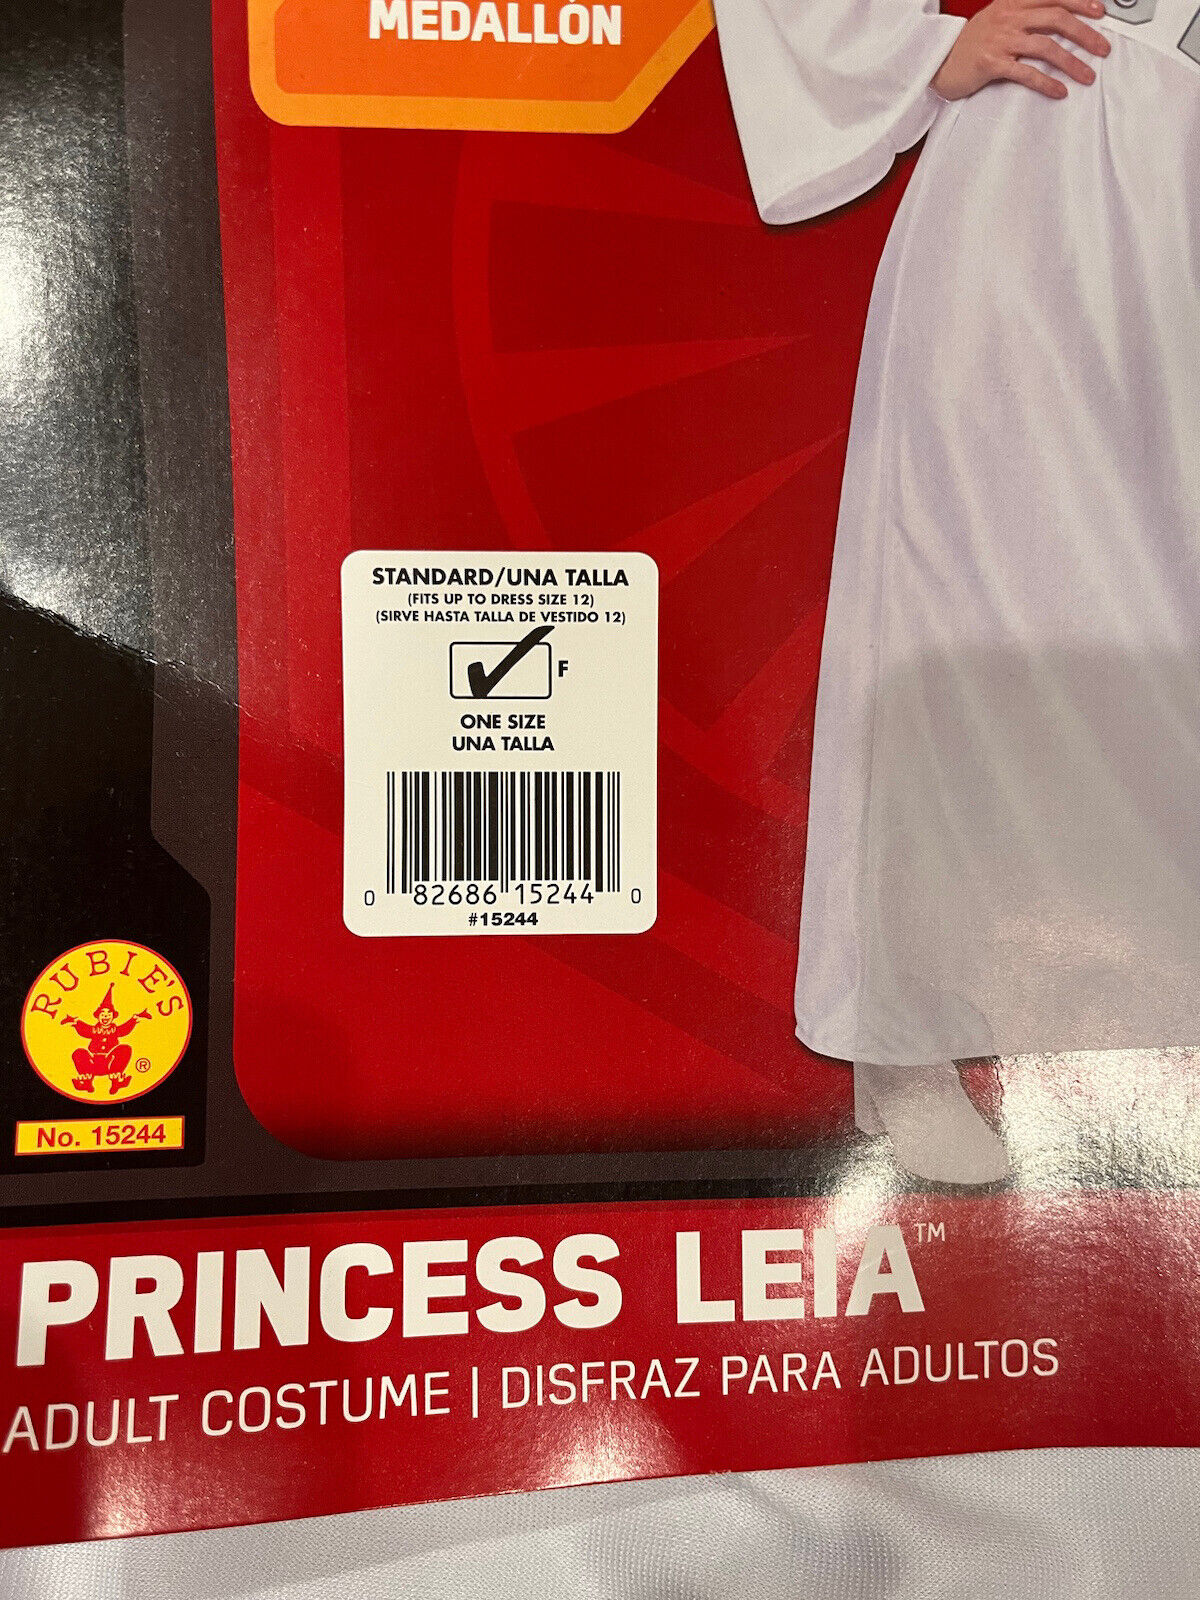 MEDALLÓN
STANDARD/UNA TALLA
(FITS UP TO DRESS SIZE 12)
(SIRVE HASTA TALLA DE VESTIDO 12)
F
ONE SIZE
UNA TALLA
0 82686 15244 0
#15244
RUBIE'S
®
No. 15244
PRINCESS LEIA™
ADULT COSTUME | DISFRAZ PARA ADULTOS